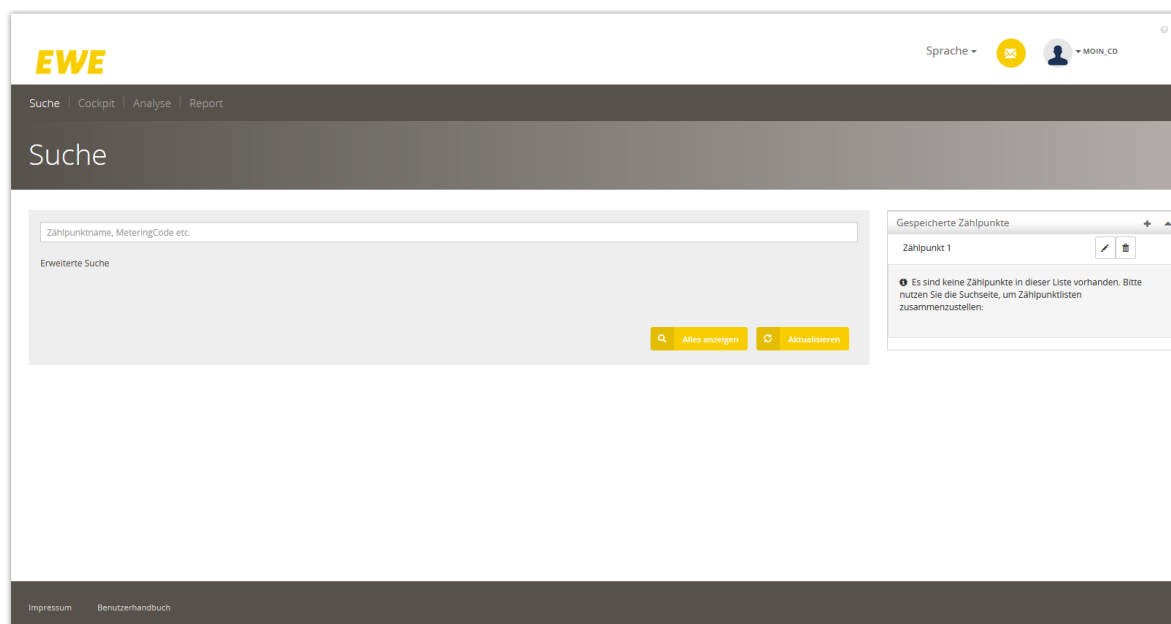 EWE
Sprache
MOIN_CD
Suche | Cockpit | Analyse | Report
Suche
Zählpunktname, MeteringCode etc.
Erweiterte Suche
Alles anzeigen
Aktualisieren
Gespeicherte Zählpunkte
Zählpunkt 1
Es sind keine Zählpunkte in dieser Liste vorhanden. Bitte
nutzen Sie die Suchseite, um Zählpunktlisten
zusammenzustellen:
Impressum Benutzerhandbuch